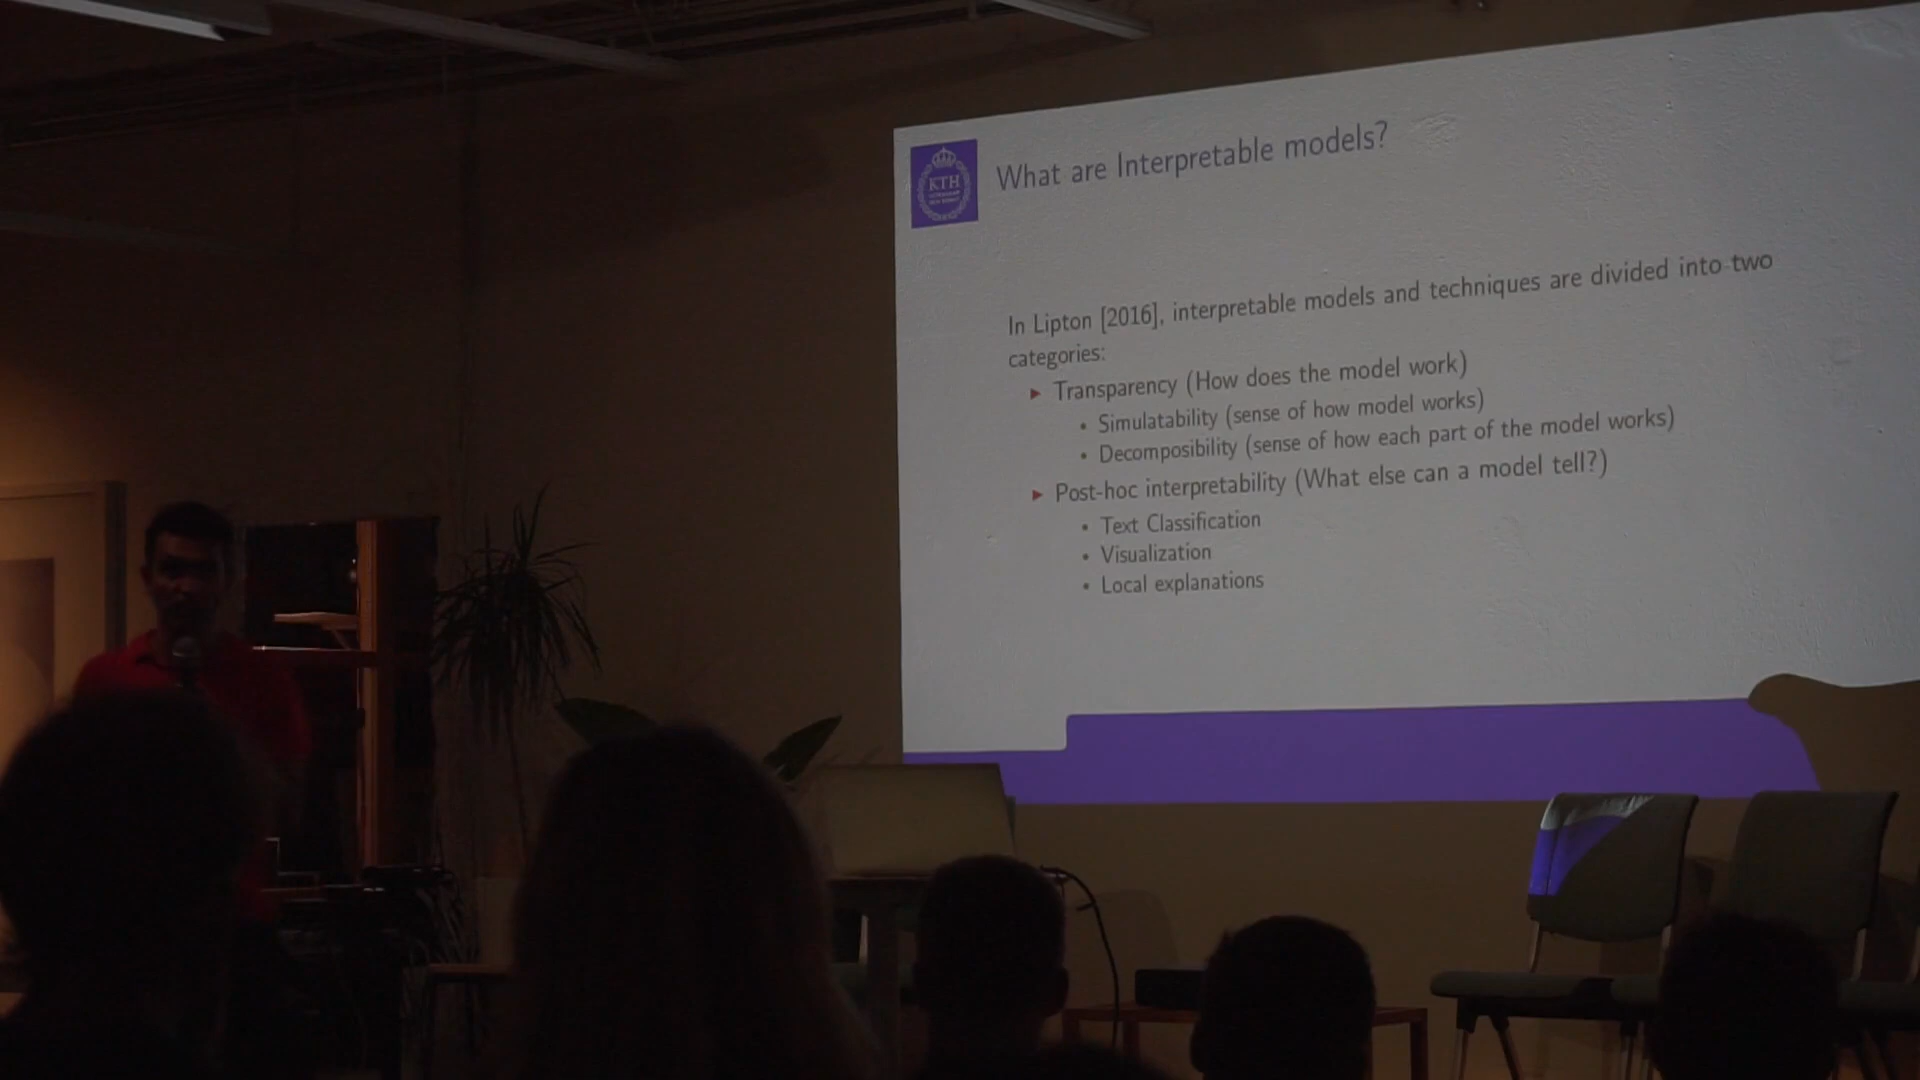 KTH
What are Interpretable models?
In Lipton [2016], interpretable models and techniques are divided into two
categories:
Transparency (How does the model work)
Simulatability (sense of how model works)
Decomposibility (sense of how each part of the model works)
Post-hoc interpretability (What else can a model tell?)
Text Classification
Visualization
Local explanations